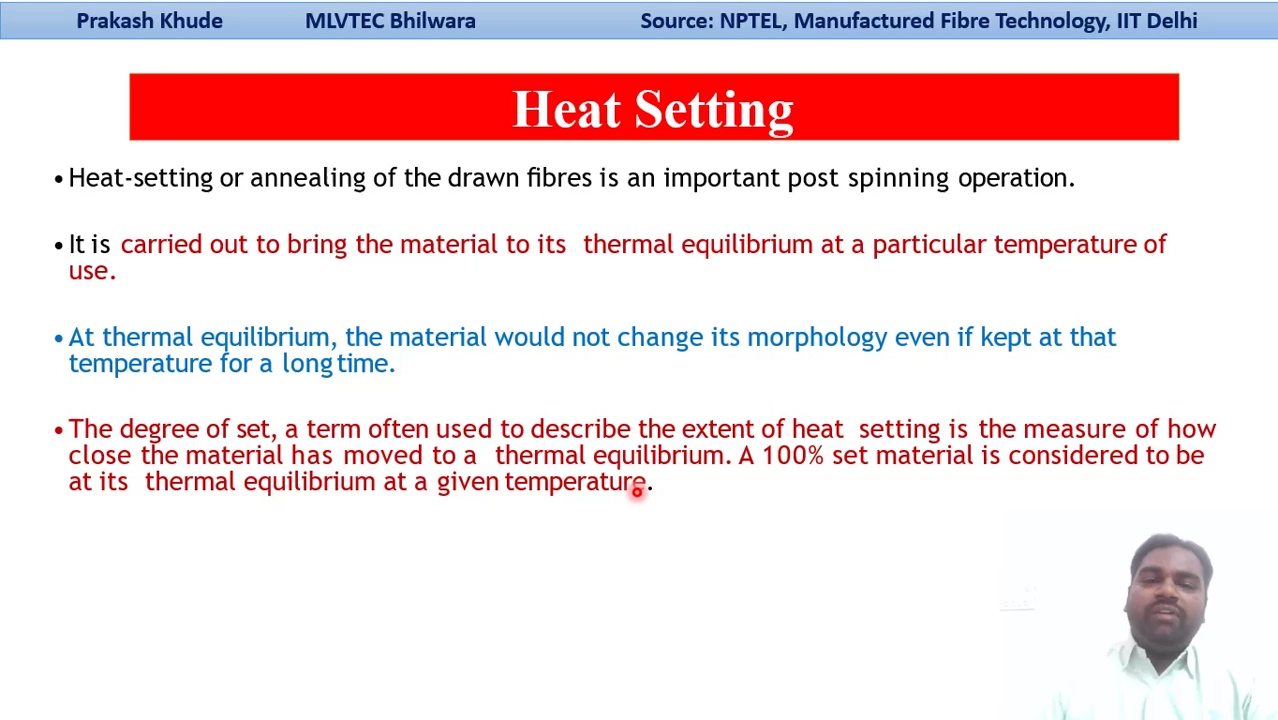 Prakash Khude MLVTEC Bhilwara Source: NPTEL, Manufactured Fibre Technology, IIT Delhi
Heat Setting
•Heat-setting or annealing of the drawn fibres is an important post spinning operation.
•It is carried out to bring the material to its thermal equilibrium at a particular temperature of
use.
•At thermal equilibrium, the material would not change its morphology even if kept at that
temperature for a long time.
•The degree of set, a term often used to describe the extent of heat setting is the measure of how
close the material has moved to a thermal equilibrium. A 100% set material is considered to be
at its thermal equilibrium at a given temperature.